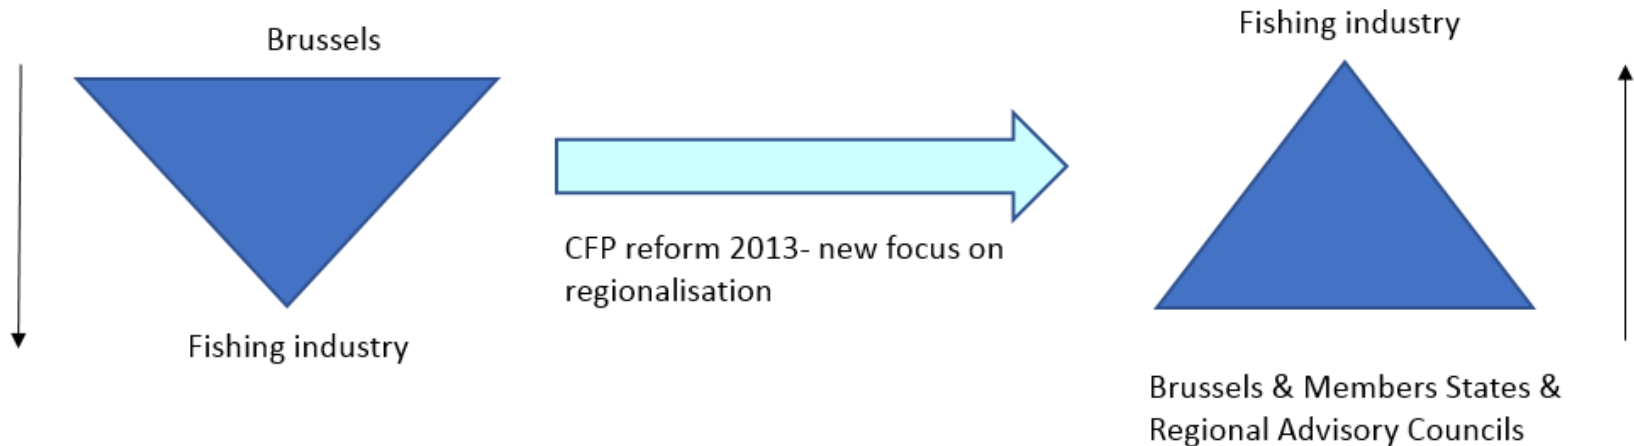 Brussels
Fishing industry
CFP reform 2013- new focus on
regionalisation
Fishing industry
Brussels & Members States &
Regional Advisory Councils